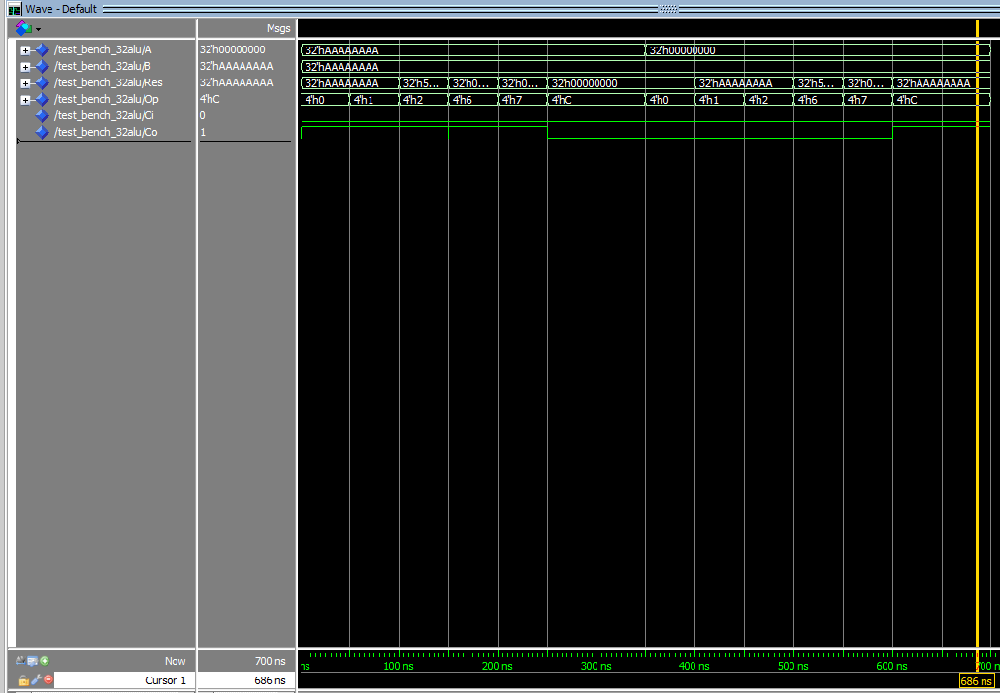 Wave - Default
Msgs
/test_bench_32alu/A 32'h00000000 32'hAAAAAAAA 32'h00000000
/test_bench_32alu/B 32'hAAAAAAAA 32'hAAAAAAAA
/test_bench_32alu/Res 32'hAAAAAAAA 32'hAAAAAAAA 32'h5... 32'h0... 32'h0... 32'h00000000 32'hAAAAAAAA 32'h5... 32'h0... 32'hAAAAAAAA
/test_bench_32alu/Op 4'hC 4'h0 4'h1 4'h2 4'h6 4'h7 4'hC 4'h0 4'h1 4'h2 4'h6 4'h7 4'hC
/test_bench_32alu/Ci 0
/test_bench_32alu/Co 1
Now 700 ns ns 100 ns 200 ns 300 ns 400 ns 500 ns 600 ns 700 n
Cursor 1 686 ns 686 ns